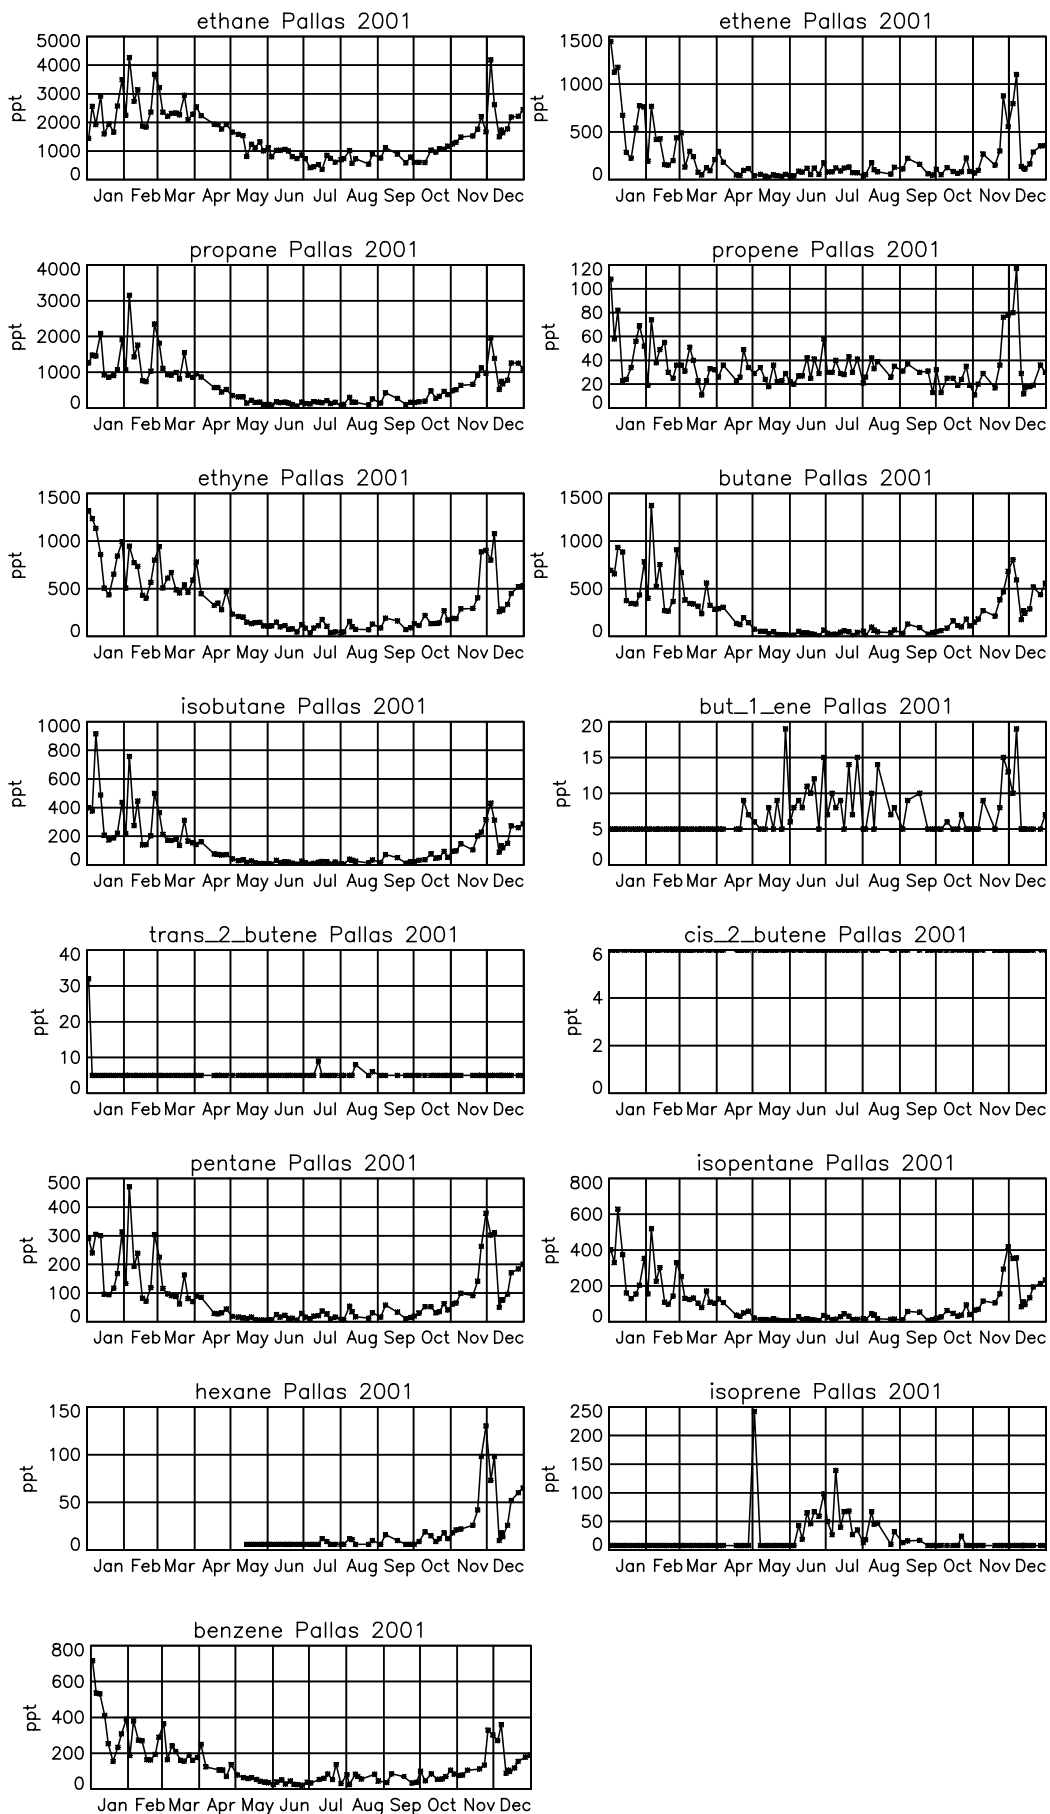 ethane Pallas 2001
5000
4000
3000
2000
1000
0
ppt
Jan Feb Mar Apr May Jun Jul Aug Sep Oct Nov Dec
ethene Pallas 2001
1500
1000
500
0
ppt
Jan Feb Mar Apr May Jun Jul Aug Sep Oct Nov Dec
propane Pallas 2001
4000
3000
2000
1000
0
ppt
Jan Feb Mar Apr May Jun Jul Aug Sep Oct Nov Dec
propene Pallas 2001
120
100
80
60
40
20
0
ppt
Jan Feb Mar Apr May Jun Jul Aug Sep Oct Nov Dec
ethyne Pallas 2001
1500
1000
500
0
ppt
Jan Feb Mar Apr May Jun Jul Aug Sep Oct Nov Dec
butane Pallas 2001
1500
1000
500
0
ppt
Jan Feb Mar Apr May Jun Jul Aug Sep Oct Nov Dec
isobutane Pallas 2001
1000
800
600
400
200
0
ppt
Jan Feb Mar Apr May Jun Jul Aug Sep Oct Nov Dec
but_1_ene Pallas 2001
20
15
10
5
0
ppt
Jan Feb Mar Apr May Jun Jul Aug Sep Oct Nov Dec
trans_2_butene Pallas 2001
40
30
20
10
0
ppt
Jan Feb Mar Apr May Jun Jul Aug Sep Oct Nov Dec
cis_2_butene Pallas 2001
6
4
2
0
ppt
Jan Feb Mar Apr May Jun Jul Aug Sep Oct Nov Dec
pentane Pallas 2001
500
400
300
200
100
0
ppt
Jan Feb Mar Apr May Jun Jul Aug Sep Oct Nov Dec
isopentane Pallas 2001
800
600
400
200
0
ppt
Jan Feb Mar Apr May Jun Jul Aug Sep Oct Nov Dec
hexane Pallas 2001
150
100
50
0
ppt
Jan Feb Mar Apr May Jun Jul Aug Sep Oct Nov Dec
isoprene Pallas 2001
250
200
150
100
50
0
ppt
Jan Feb Mar Apr May Jun Jul Aug Sep Oct Nov Dec
benzene Pallas 2001
800
600
400
200
0
ppt
Jan Feb Mar Apr May Jun Jul Aug Sep Oct Nov Dec